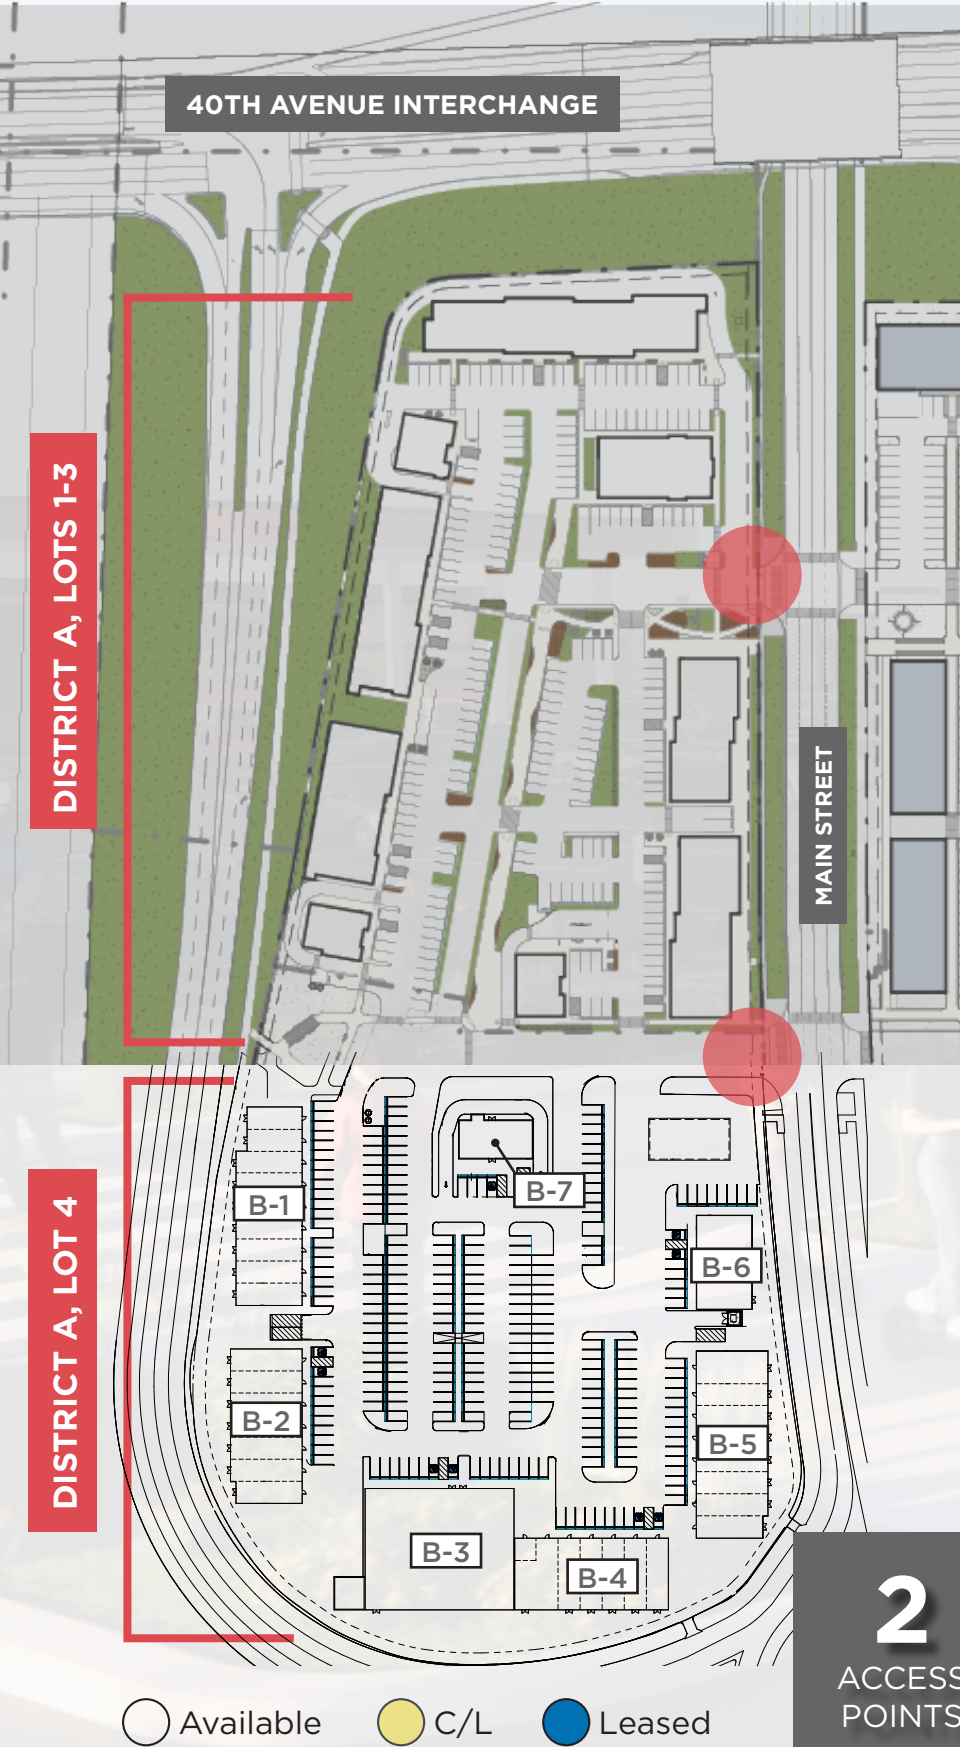 40TH AVENUE INTERCHANGE
DISTRICT A, LOTS 1-3
MAIN STREET
DISTRICT A, LOT 4
B-7
B-1
B-6
B-2
B-5
B-3
B-4
2
ACCESS
POINTS
Available
C/L
Leased